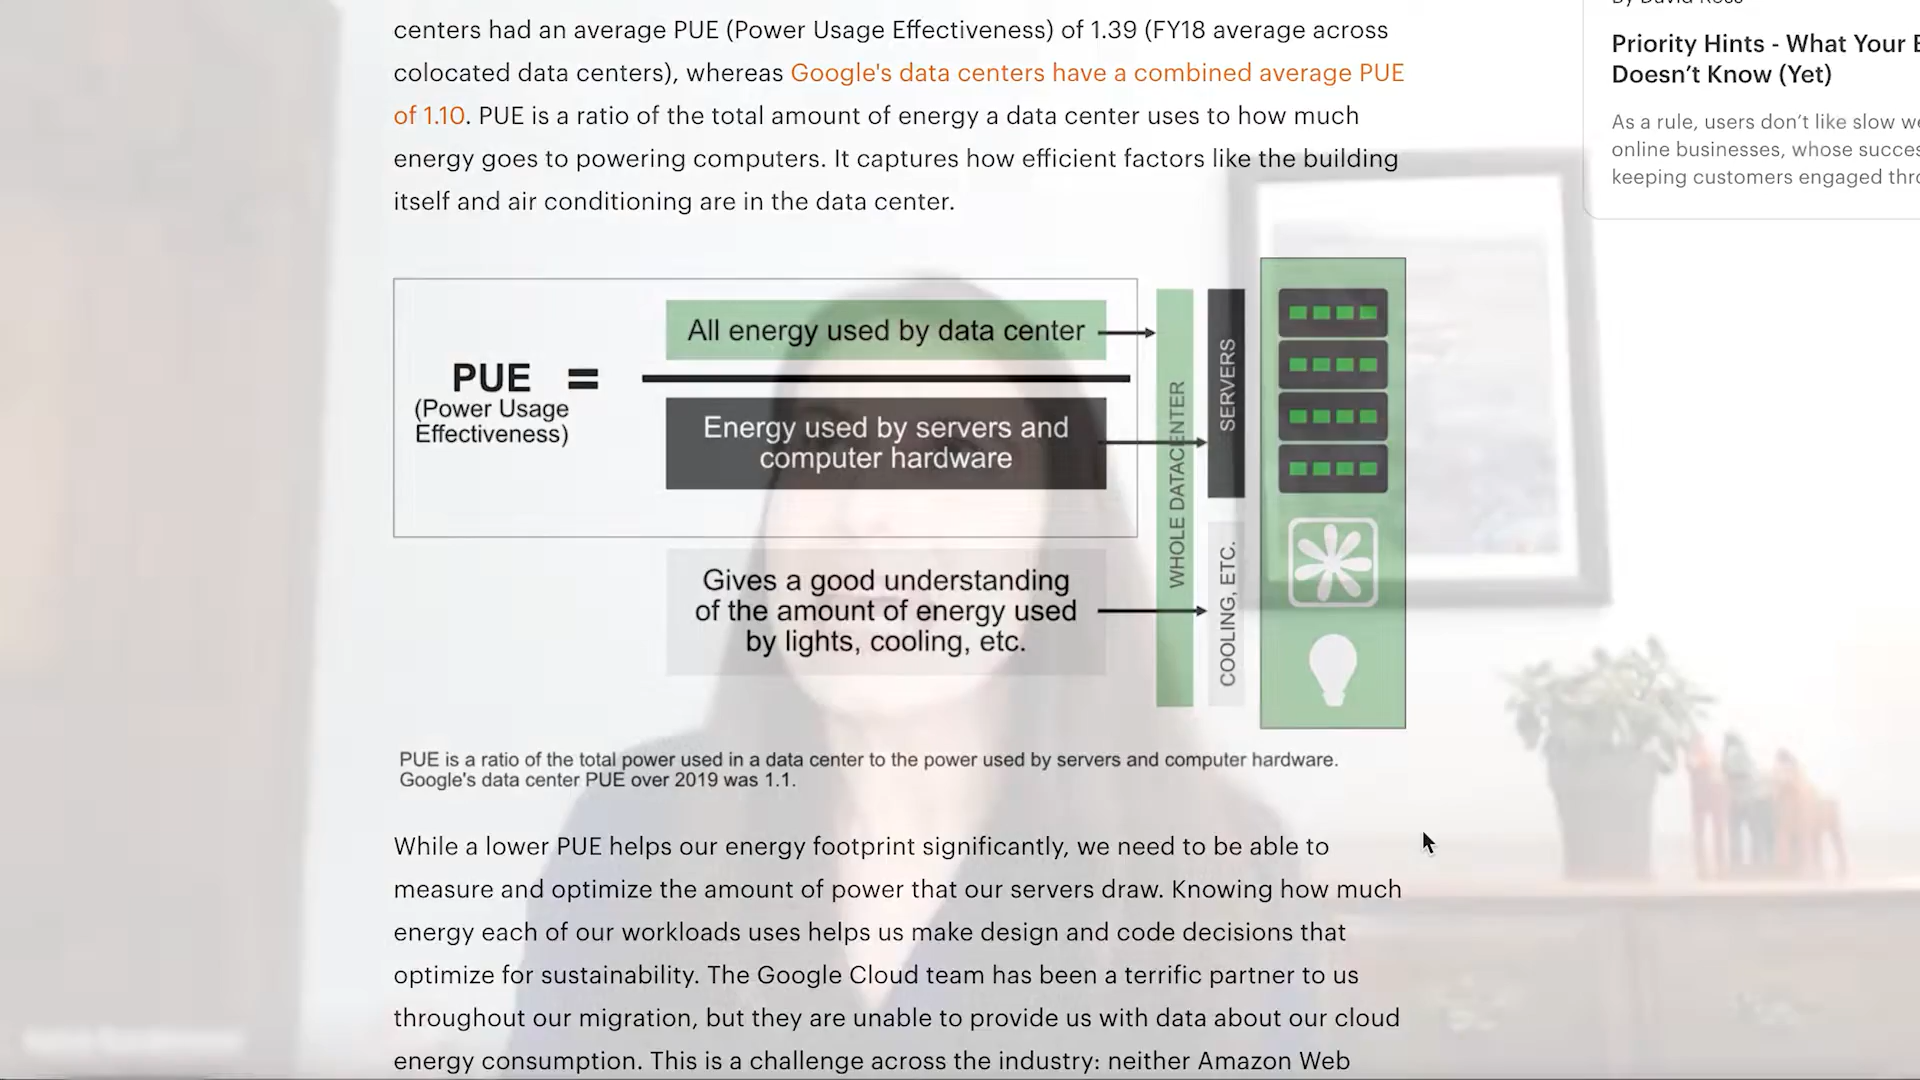 centers had an average PUE (Power Usage Effectiveness) of 1.39 (FY18 average across
colocated data centers), whereas Google's data centers have a combined average PUE
of 1.10. PUE is a ratio of the total amount of energy a data center uses to how much
energy goes to powering computers. It captures how efficient factors like the building
itself and air conditioning are in the data center.
By David Ross
Priority Hints - What Your
Doesn't Know (Yet)
As a rule, users don't like slow
online businesses, whose
keeping customers engaged
PUE =
(Power Usage
Effectiveness)
All energy used by data center
Energy used by servers and
computer hardware
Gives a good understanding
of the amount of energy used
by lights, cooling, etc.
WHOLE DATACENTER
SERVERS
COOLING, ETC.
PUE is a ratio of the total power used in a data center to the power used by servers and computer hardware.
Google's data center PUE over 2019 was 1.1.
While a lower PUE helps our energy footprint significantly, we need to be able to
measure and optimize the amount of power that our servers draw. Knowing how much
energy each of our workloads uses helps us make design and code decisions that
optimize for sustainability. The Google Cloud team has been a terrific partner to us
throughout our migration, but they are unable to provide us with data about our cloud
energy consumption. This is a challenge across the industry: neither Amazon Web